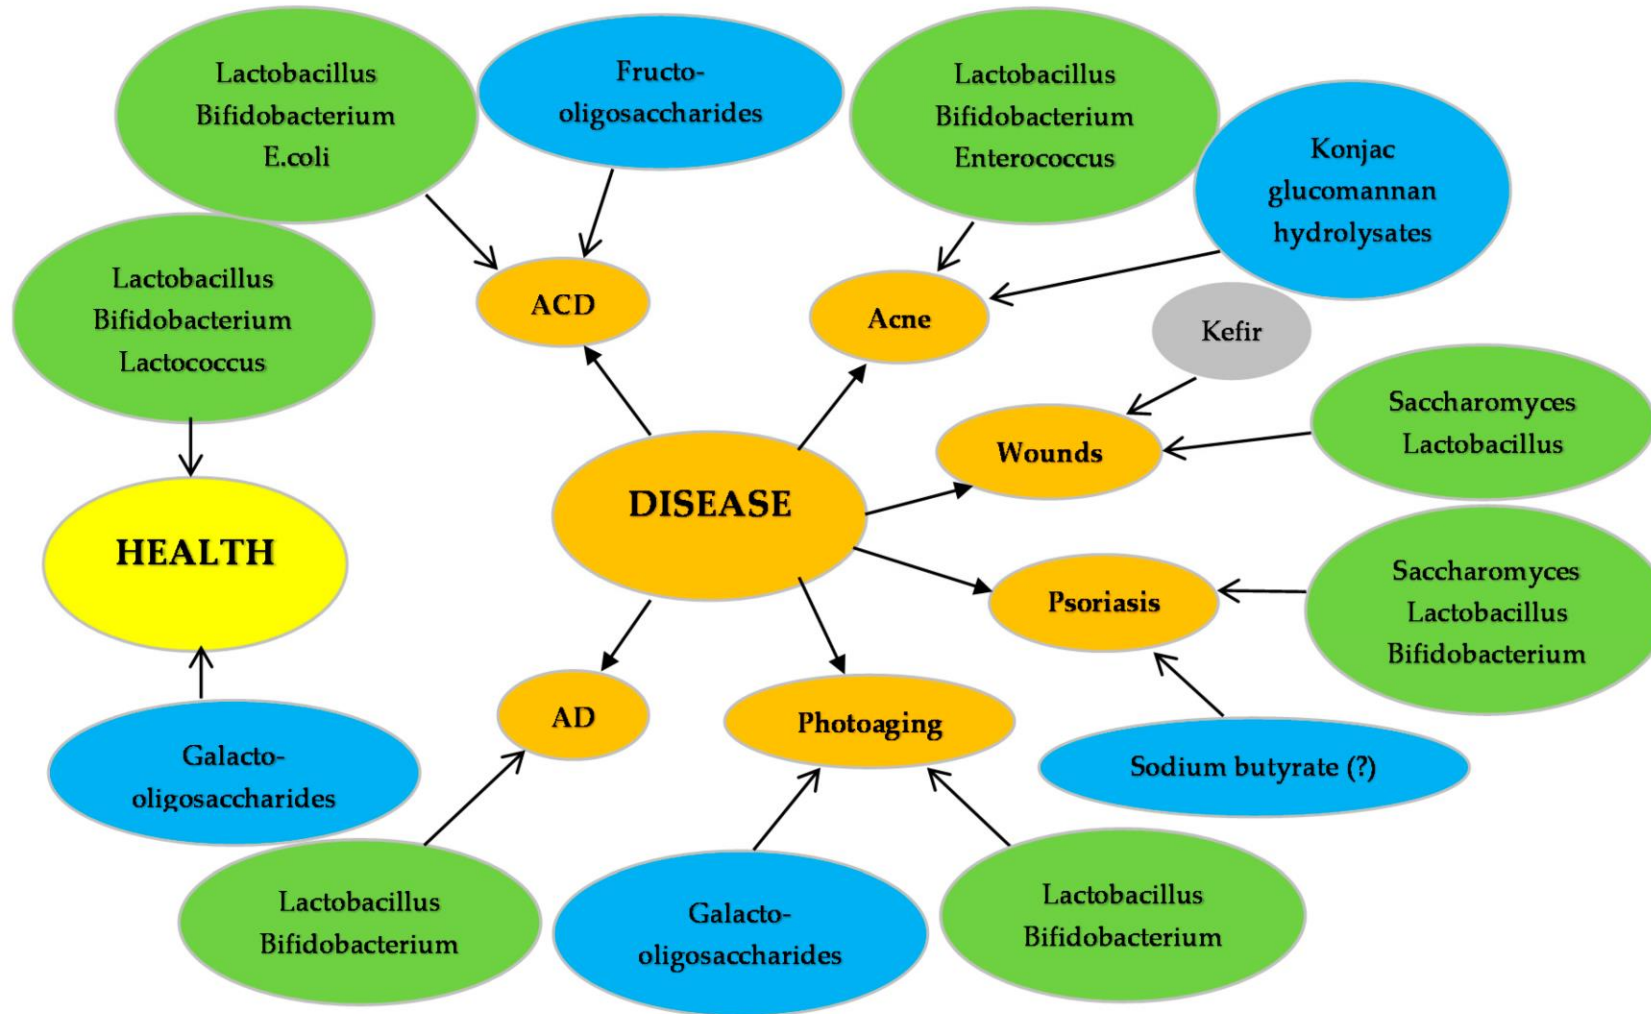 Lactobacillus
Bifidobacterium
E.coli
Fructo-
oligosaccharides
Lactobacillus
Bifidobacterium
Enterococcus
Konjac
glucomannan
hydrolysates
Lactobacillus
Bifidobacterium
Lactococcus
ACD
Acne
Kefir
Saccharomyces
Lactobacillus
Wounds
DISEASE
HEALTH
Psoriasis
Saccharomyces
Lactobacillus
Bifidobacterium
AD
Photoaging
Sodium butyrate (?)
Galacto-
oligosaccharides
Lactobacillus
Bifidobacterium
Galacto-
oligosaccharides
Lactobacillus
Bifidobacterium